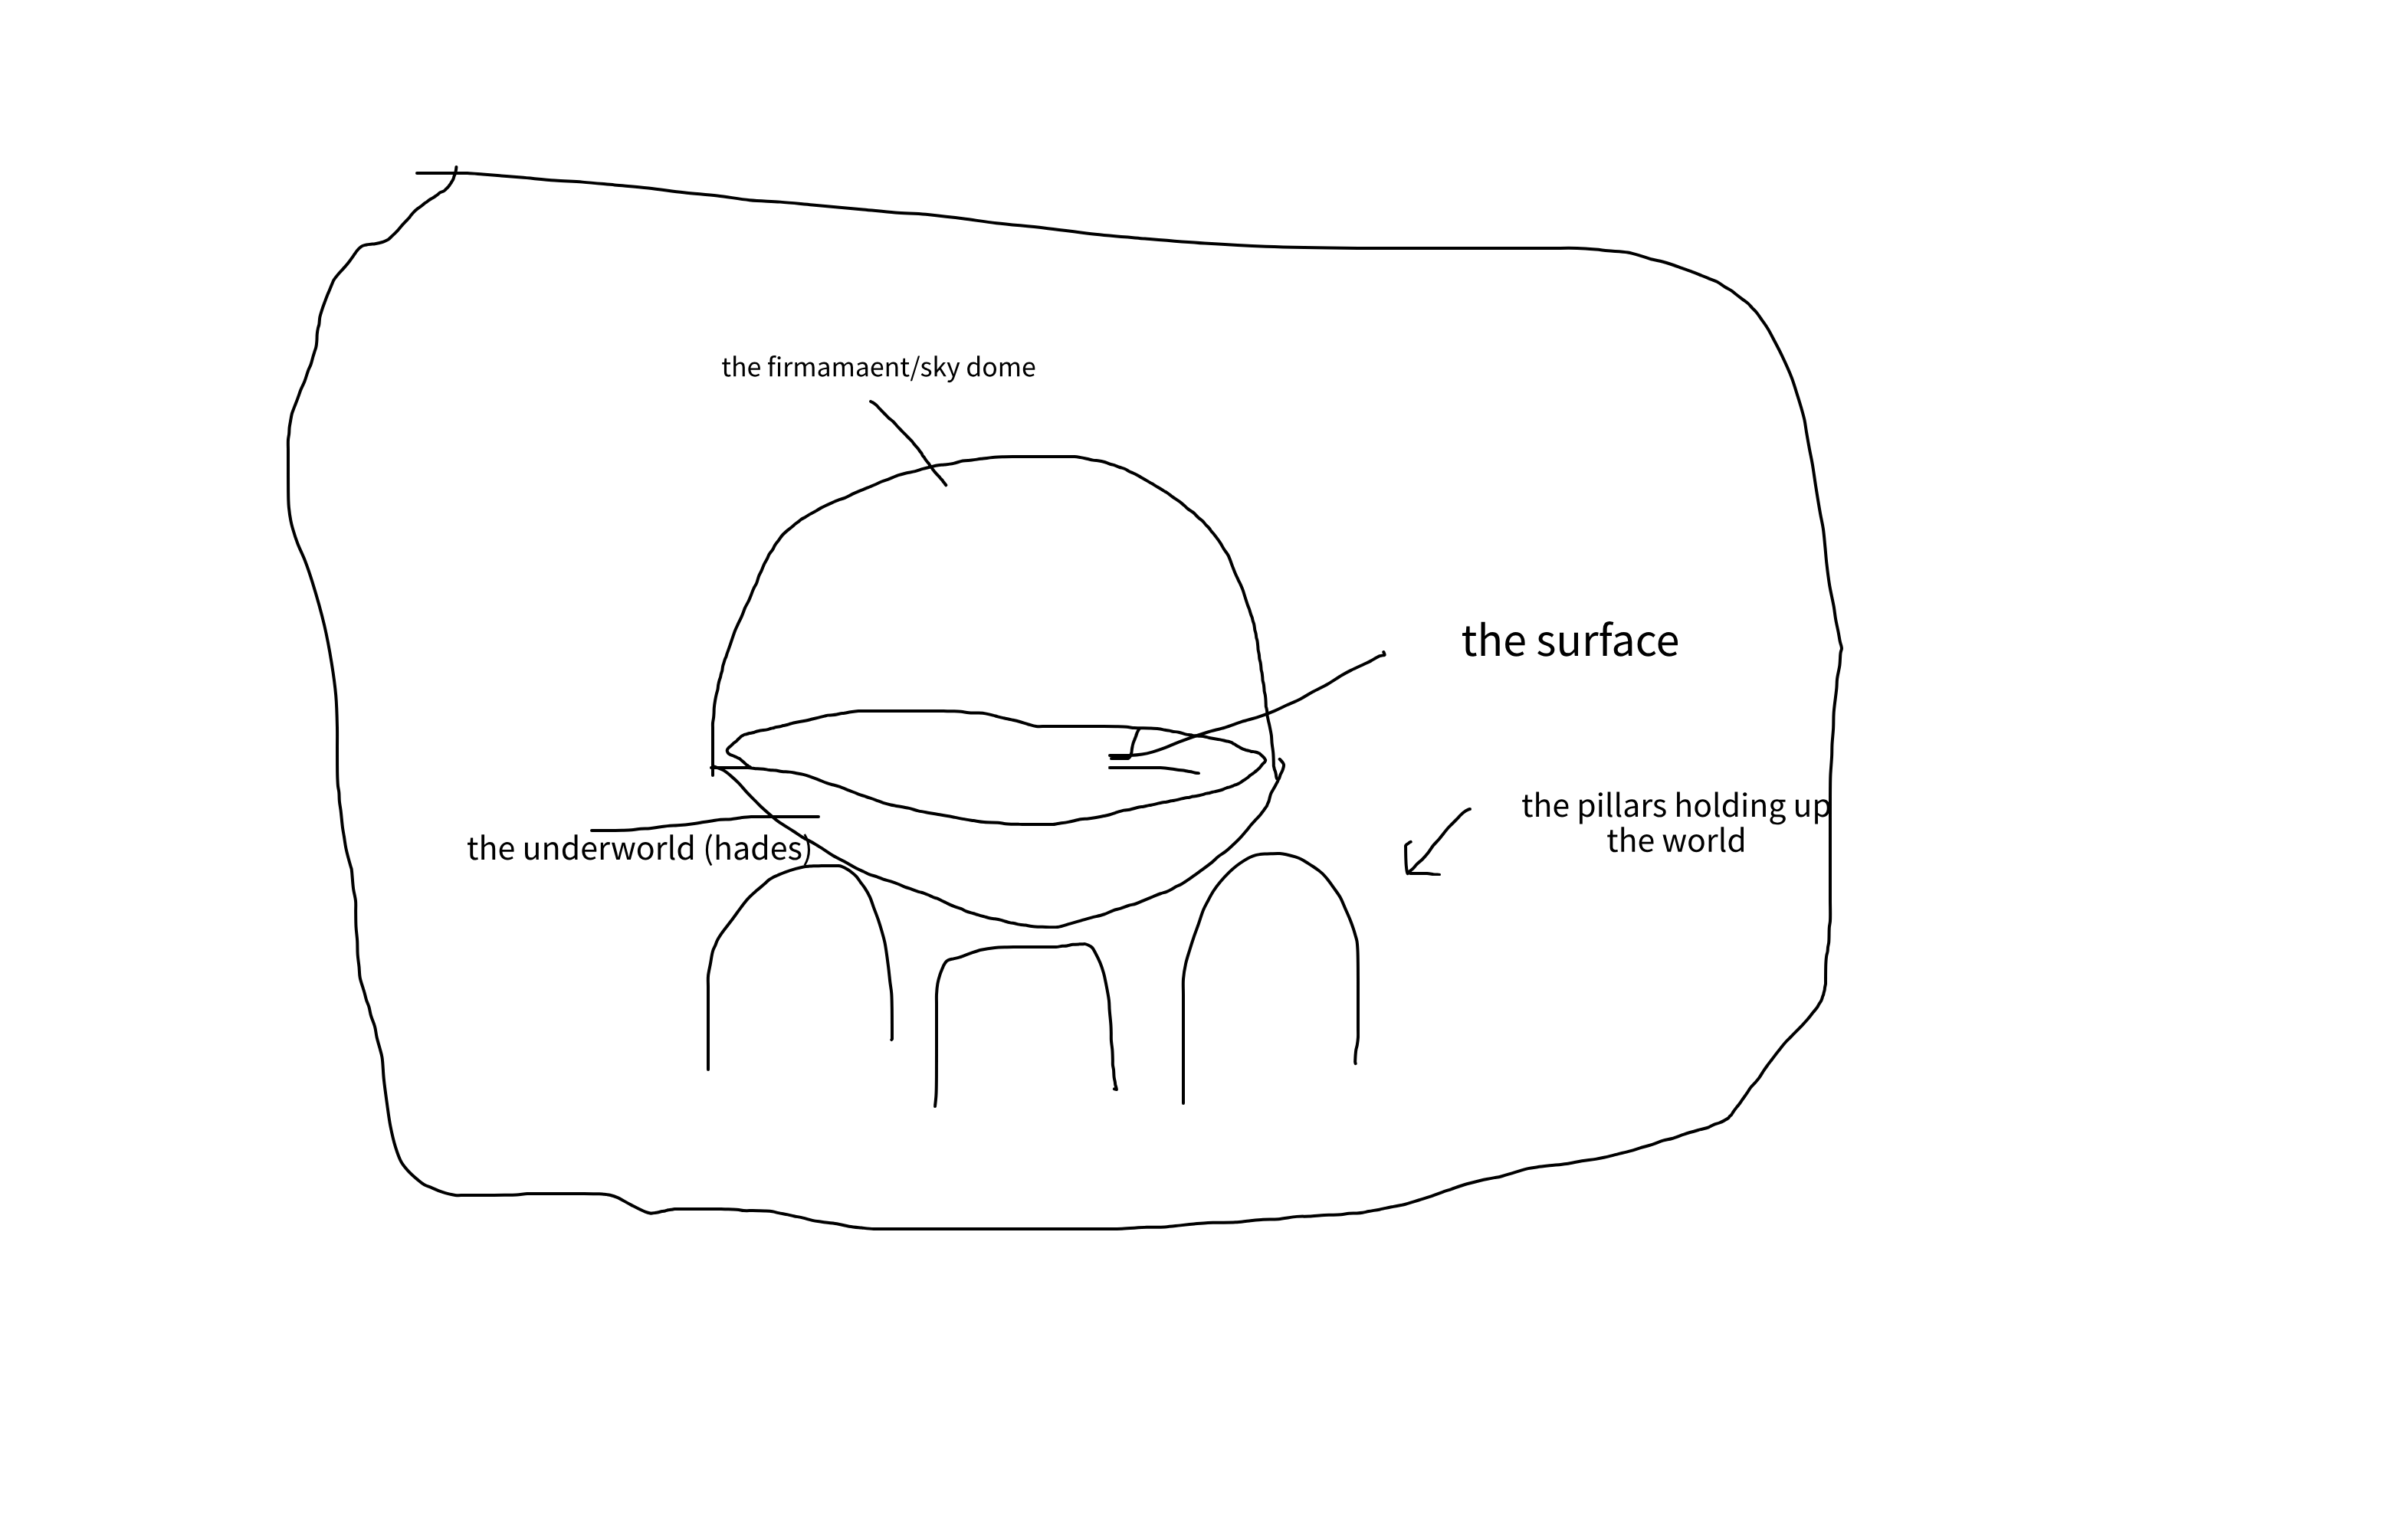 the firmamaent/sky dome
the surface
the pillars holding up
the world
the underworld (hades)